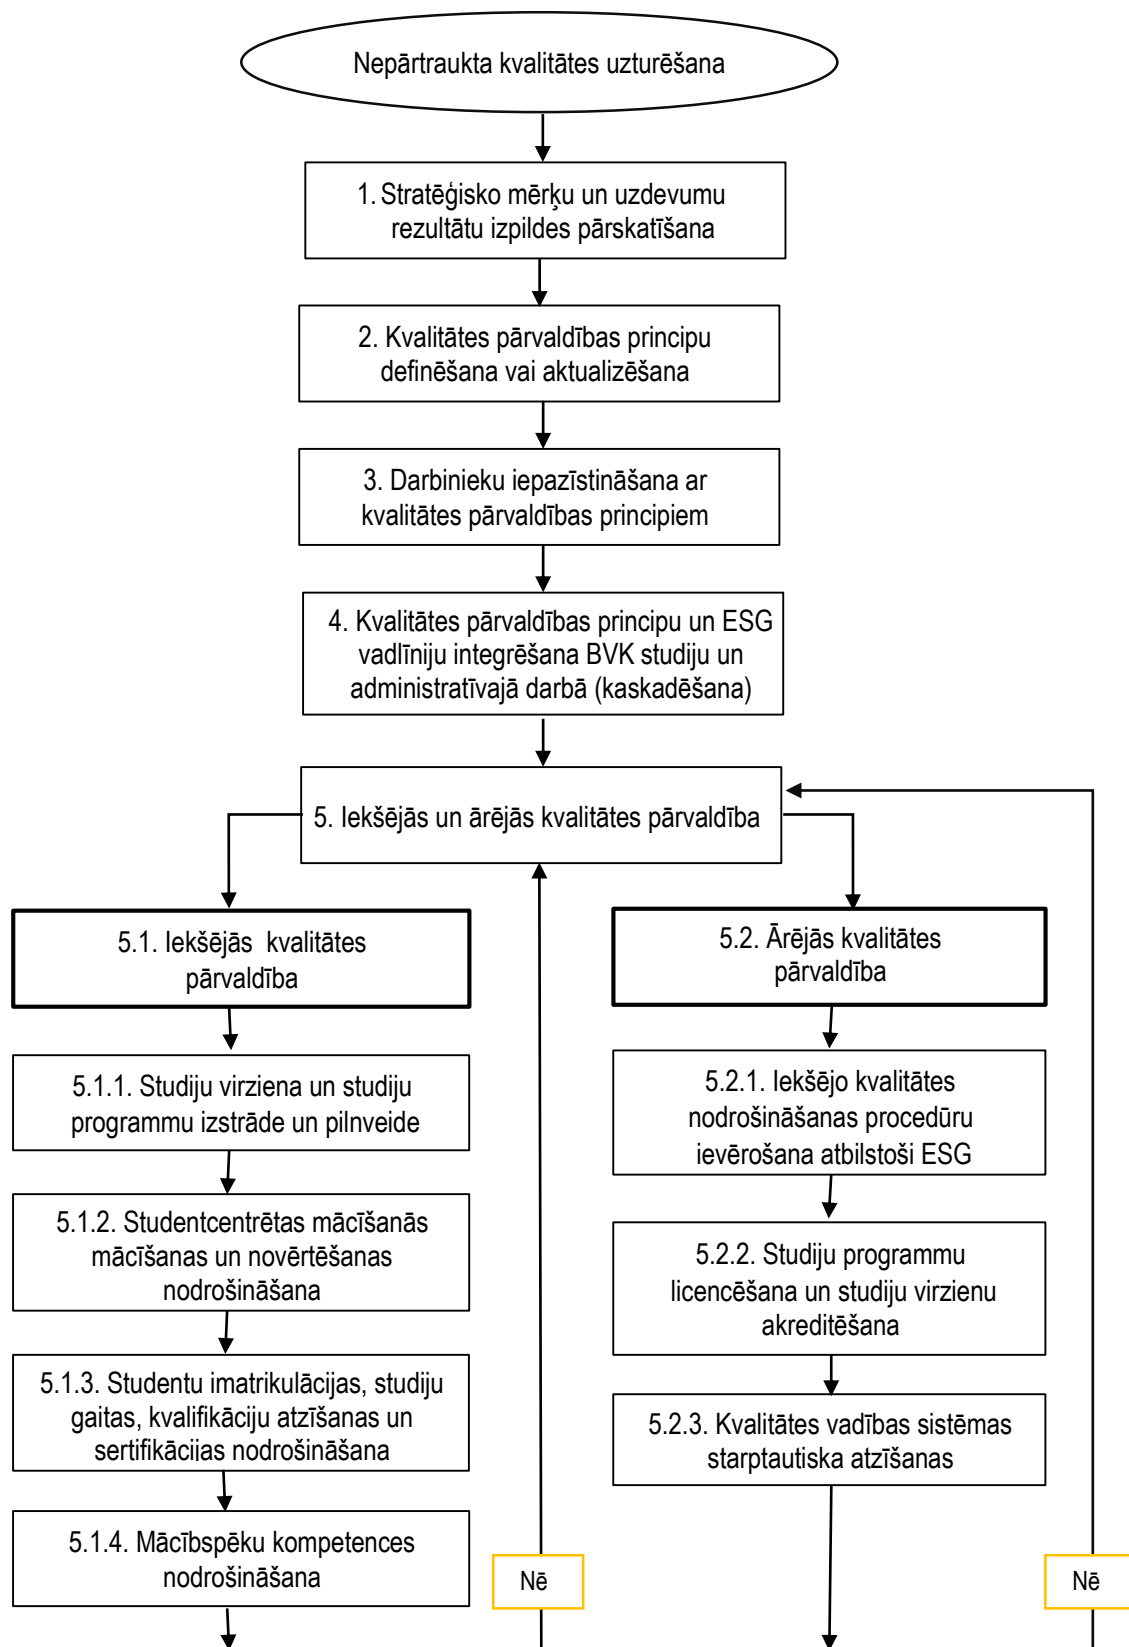 Nepārtraukta kvalitātes uzturēšana
1. Stratēģisko mērķu un uzdevumu
rezultātu izpildes pārskatīšana
2. Kvalitātes pārvaldības principu
definēšana vai aktualizēšana
3. Darbinieku iepazīstināšana ar
kvalitātes pārvaldības principiem
4. Kvalitātes pārvaldības principu un ESG
vadlīniju integrēšana BVK studiju un
administratīvajā darbā (kaskadēšana)
5. Iekšējās un ārējās kvalitātes pārvaldība
5.1. Iekšējās kvalitātes
pārvaldība
5.1.1. Studiju virziena un studiju
programmu izstrāde un pilnveide
5.1.2. Studentcentrētas mācīšanās
mācīšanas un novērtēšanas
nodrošināšana
5.1.3. Studentu imatrikulācijas, studiju
gaitas, kvalifikāciju atzīšanas un
sertifikācijas nodrošināšana
5.1.4. Mācībspēku kompetences
nodrošināšana
5.2. Ārējās kvalitātes
pārvaldība
5.2.1. Iekšējo kvalitātes
nodrošināšanas procedūru
ievērošana atbilstoši ESG
5.2.2. Studiju programmu
licencēšana un studiju virzienu
akreditēšana
5.2.3. Kvalitātes vadības sistēmas
starptautiska atzīšanas
Nē
Nē